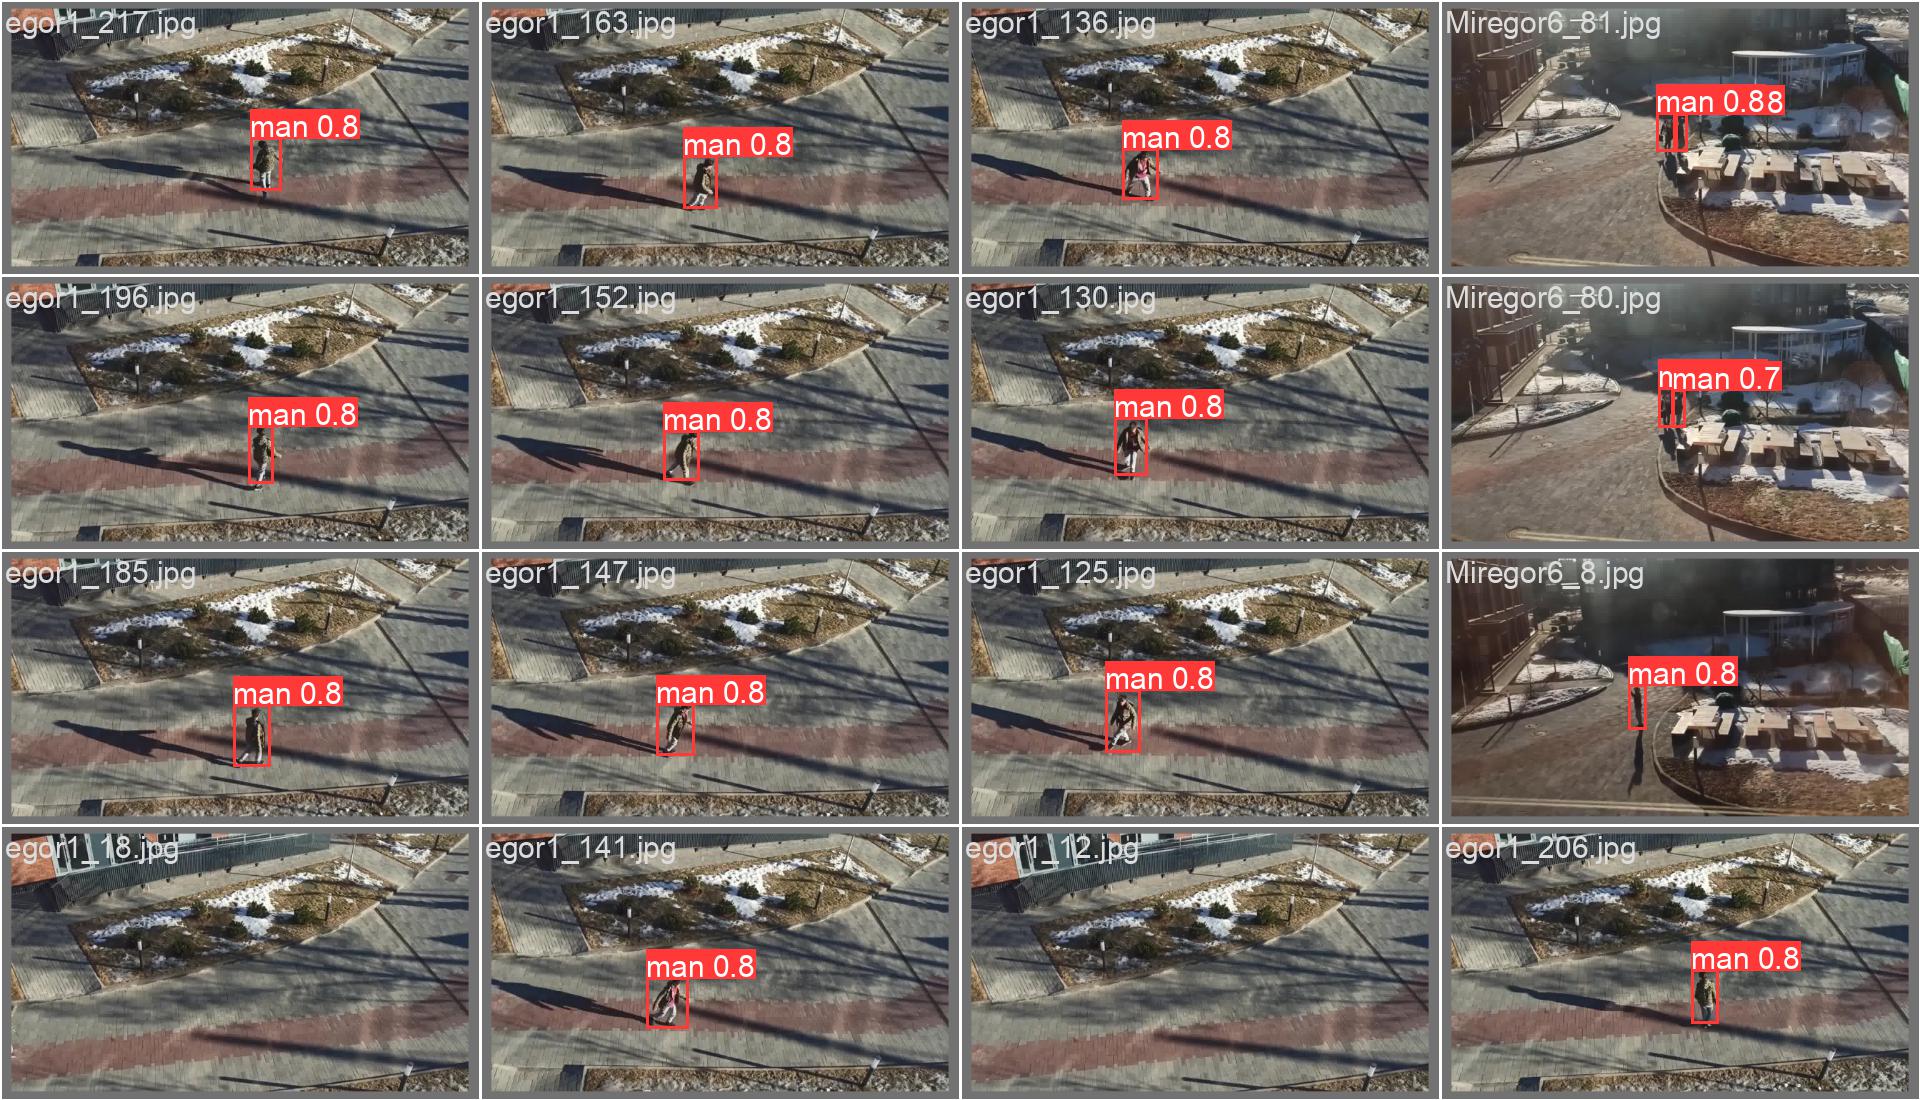 egor1_217.jpg
man 0.8
egor1_163.jpg
man 0.8
egor1_136.jpg
man 0.8
Miregor6_81.jpg
man 0.88
egor1_196.jpg
man 0.8
egor1_152.jpg
man 0.8
egor1_130.jpg
man 0.8
Miregor6_80.jpg
man 0.7
egor1_185.jpg
man 0.8
egor1_147.jpg
man 0.8
egor1_125.jpg
man 0.8
Miregor6_8.jpg
man 0.8
egor1_18.jpg
egor1_141.jpg
man 0.8
egor1_12.jpg
egor1_206.jpg
man 0.8